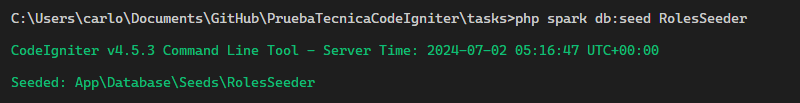 C:\Users\carlo\Documents\GitHub\PruebaTecnicaCodeIgniter\tasks>php spark db:seed RolesSeeder
CodeIgniter v4.5.3 Command Line Tool - Server Time: 2024-07-02 05:16:47 UTC+00:00
Seeded: App\Database\Seeds\RolesSeeder